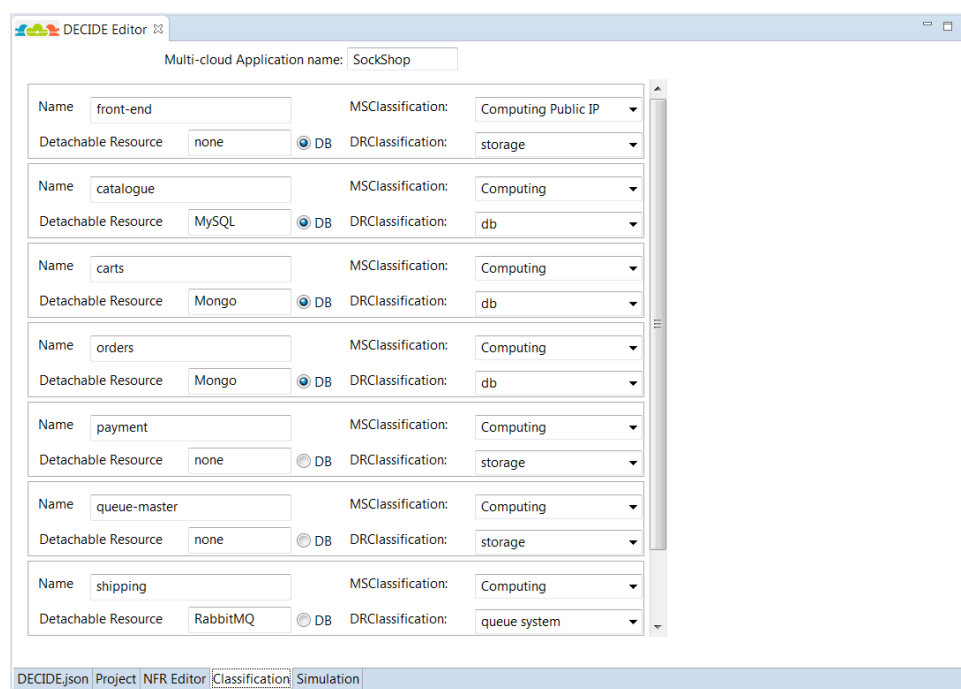 DECIDE Editor
Multi-cloud Application name: SockShop
Name front-end MSClassification: Computing Public IP
Detachable Resource none DB DRClassification: storage
Name catalogue MSClassification: Computing
Detachable Resource MySQL DB DRClassification: db
Name carts MSClassification: Computing
Detachable Resource Mongo DB DRClassification: db
Name orders MSClassification: Computing
Detachable Resource Mongo DB DRClassification: db
Name payment MSClassification: Computing
Detachable Resource none DB DRClassification: storage
Name queue-master MSClassification: Computing
Detachable Resource none DB DRClassification: storage
Name shipping MSClassification: Computing
Detachable Resource RabbitMQ DB DRClassification: queue system
DECIDE.json Project NFR Editor Classification Simulation